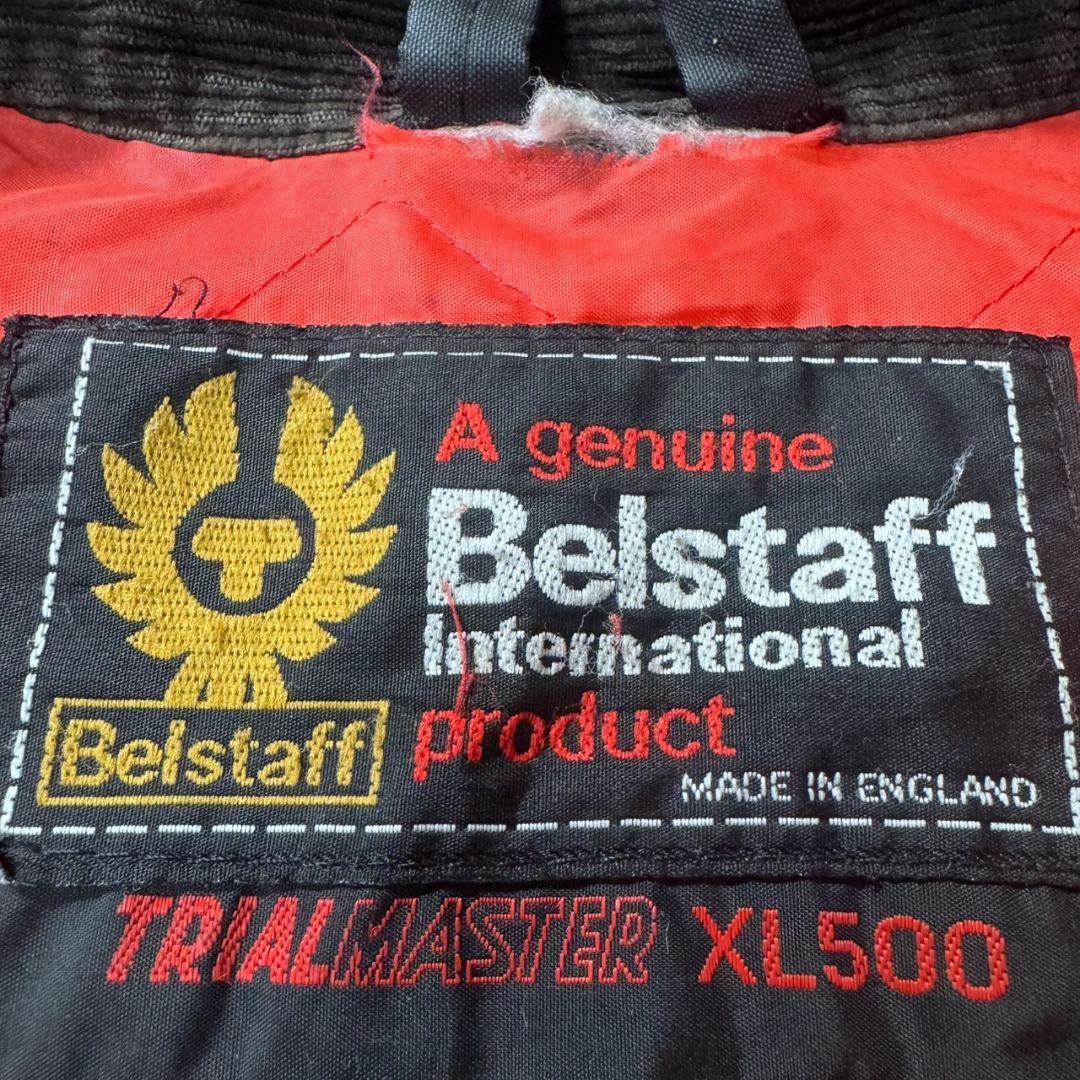 A genuine
Belstaff
International
product
Belstaff
MADE IN ENGLAND
TRIALMASTER XL500